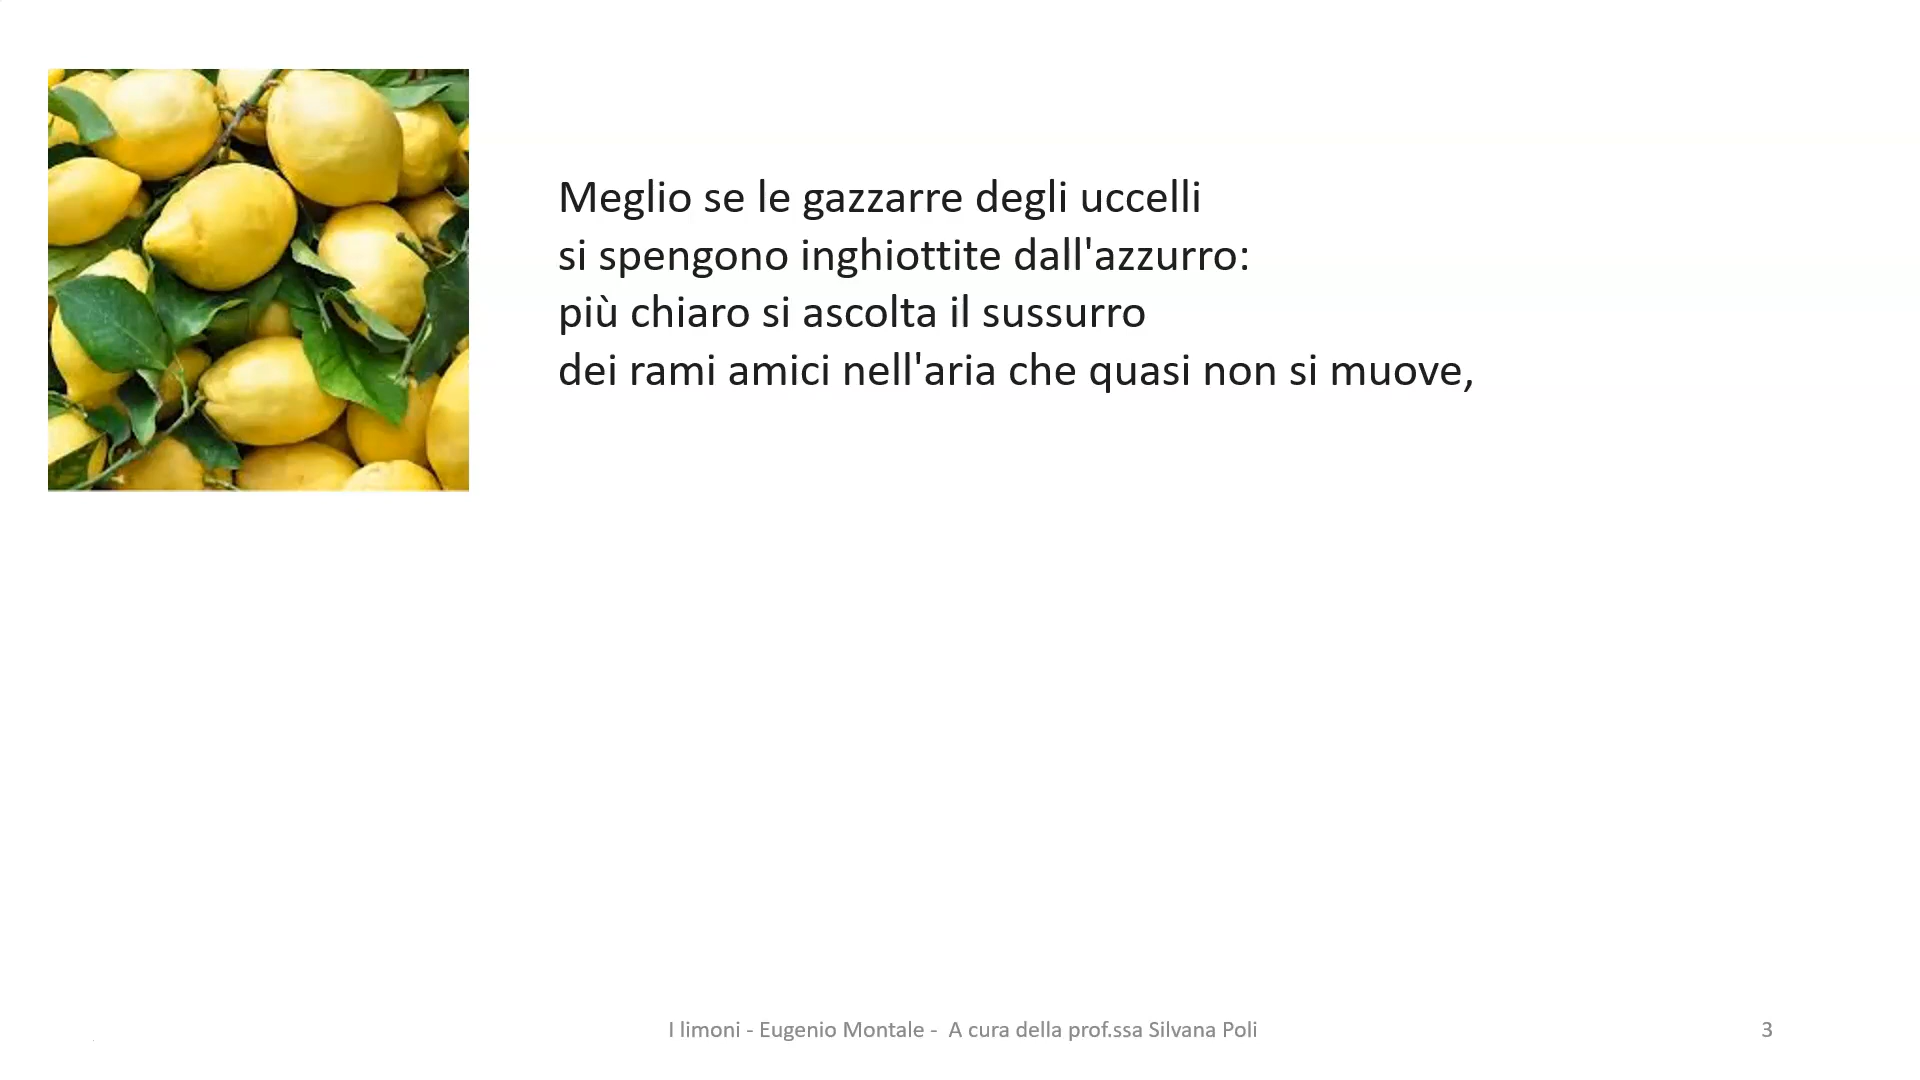 Meglio se le gazzarre degli uccelli
si spengono inghiottite dall'azzurro:
più chiaro si ascolta il sussurro
dei rami amici nell'aria che quasi non si muove,
I limoni - Eugenio Montale -  A cura della prof.ssa Silvana Poli
3